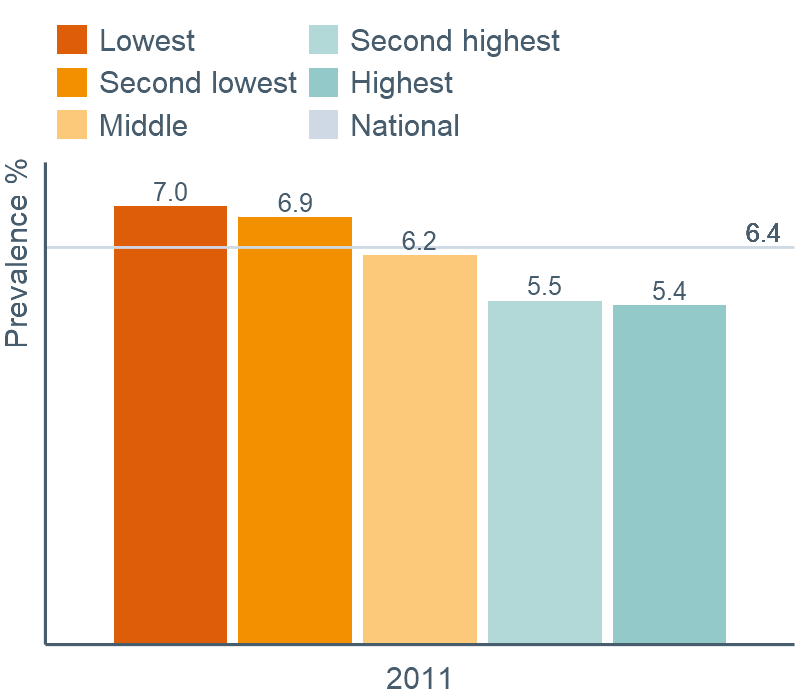 Lowest
Second lowest
Middle
Second highest
Highest
National
Prevalence %
7.0
6.9
6.2
5.5
5.4
6.4
2011